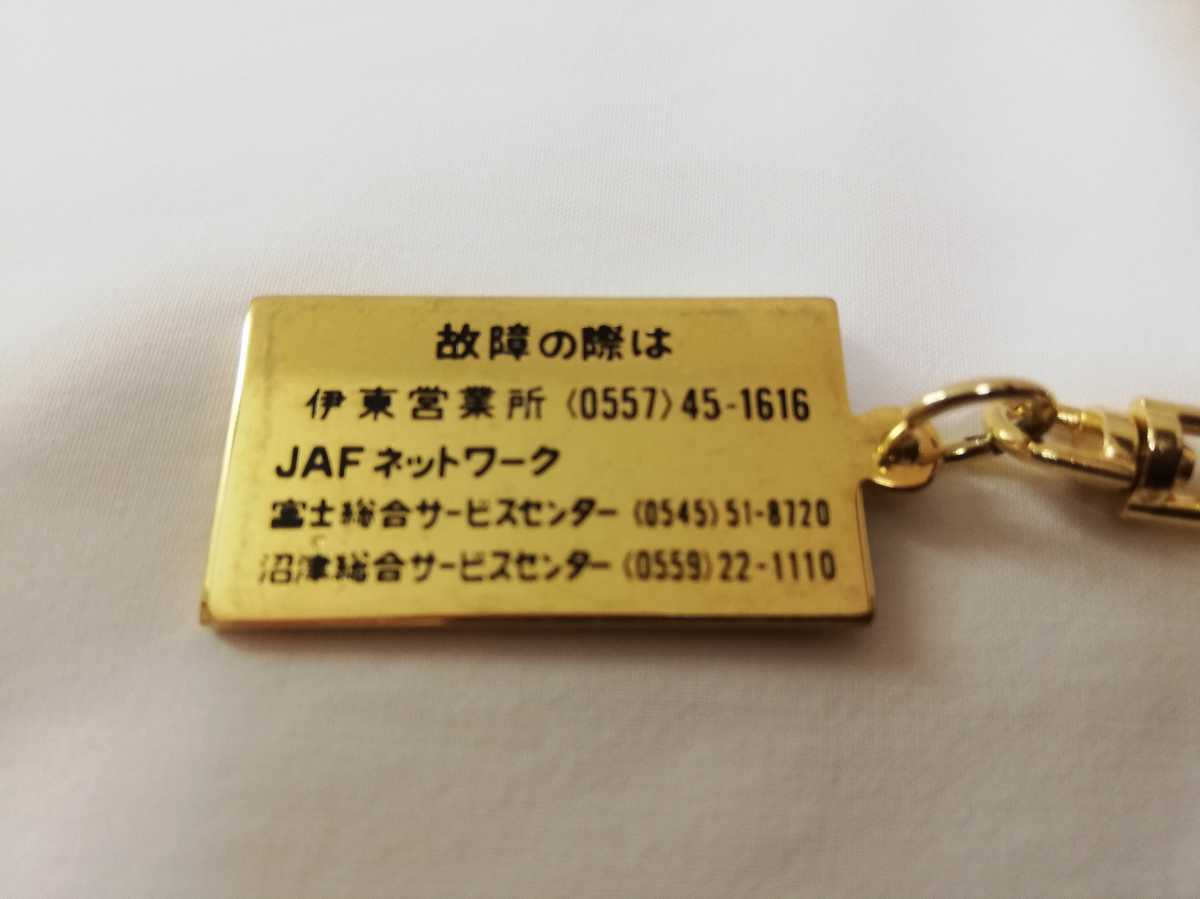 故障の際は
伊東営業所 (0557) 45-1616
JAFネットワーク
富士総合サービスセンター (0545) 51-8720
沼津総合サービスセンター (0559) 22-1110